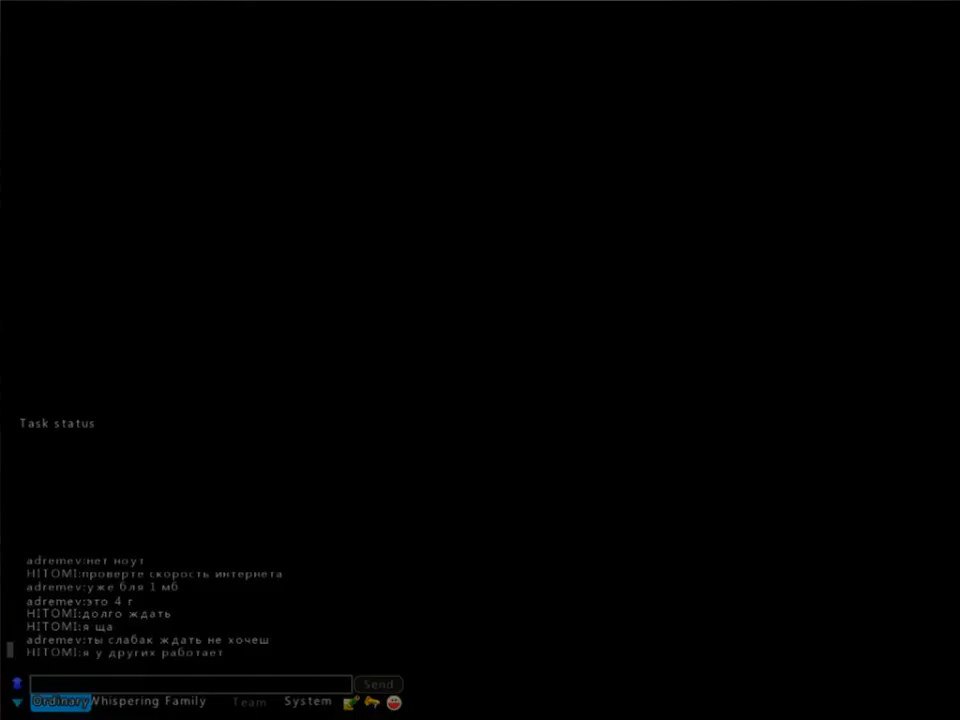 Task status
adremev:нет ноут
HITOMI:проверте скорость интернета
adremev:уже бля 1 мб
adremev:это 4 г
HITOMI:долго ждать
HITOMI:я ща
adremev:ты слабак ждать не хочеш
HITOMI:я у других работает
Send
Ordinary Whispering Family Team System